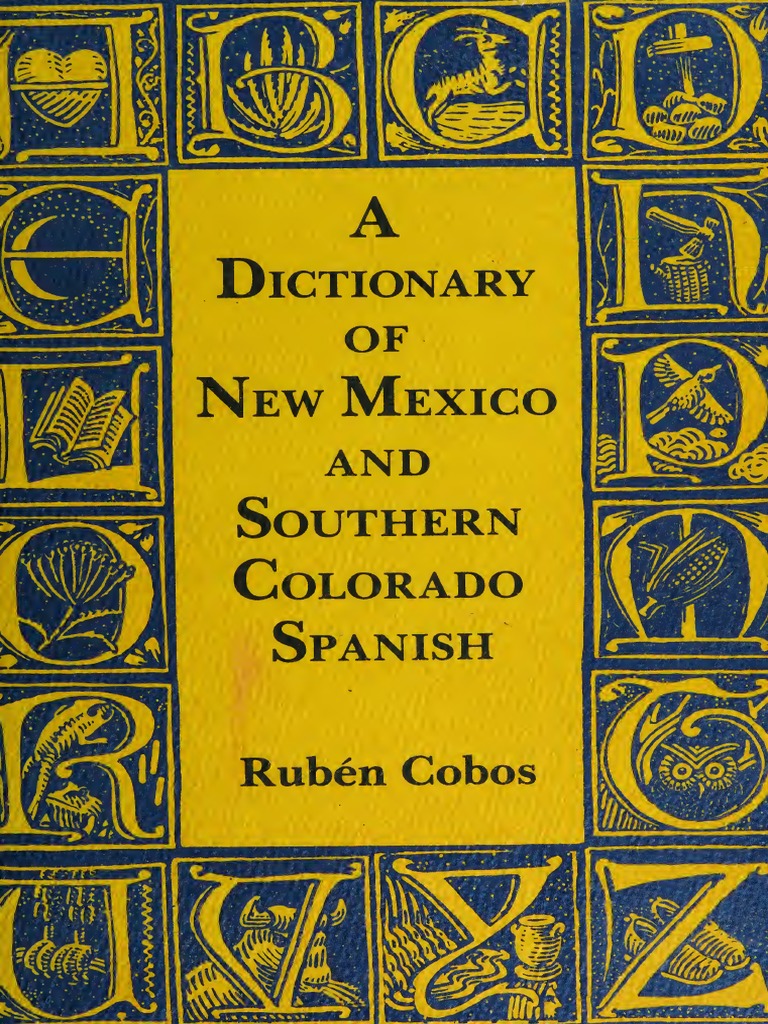 A B C D
E H
L P
O M
R T
A
DICTIONARY
OF
NEW MEXICO
AND
SOUTHERN
COLORADO
SPANISH
Rubén Cobos
U V Y Z